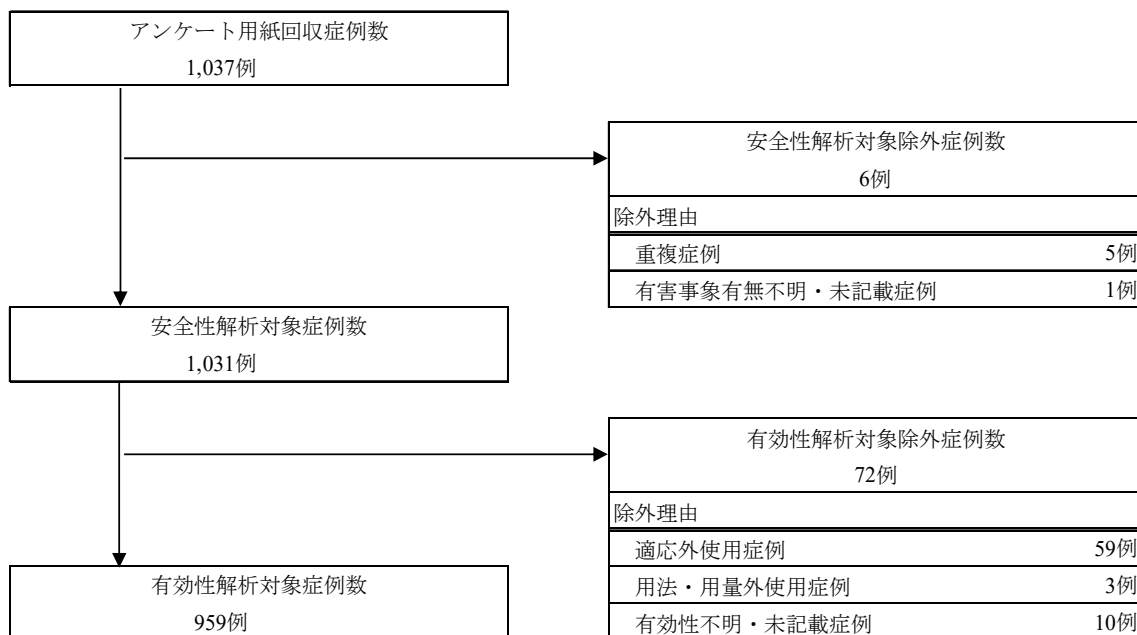 アンケート用紙回収症例数
1,037例
安全性解析対象除外症例数
6例
除外理由
重複症例 5例
有害事象有無不明・未記載症例 1例
安全性解析対象症例数
1,031例
有効性解析対象除外症例数
72例
除外理由
適応外使用症例 59例
用法・用量外使用症例 3例
有効性不明・未記載症例 10例
有効性解析対象症例数
959例